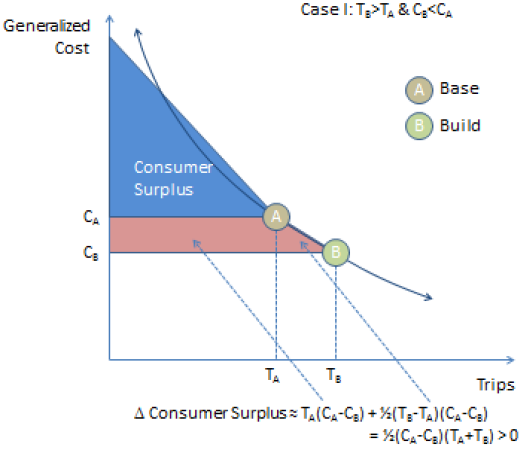 Case I: TB>TA & CB<CA
Generalized
Cost
A Base
B Build
Consumer
Surplus
CA
A
CB
B
TA TB
Trips
Δ Consumer Surplus ≈ TA(CA-CB) + ½(TB-TA)(CA-CB)
= ½(CA-CB)(TA+TB) > 0